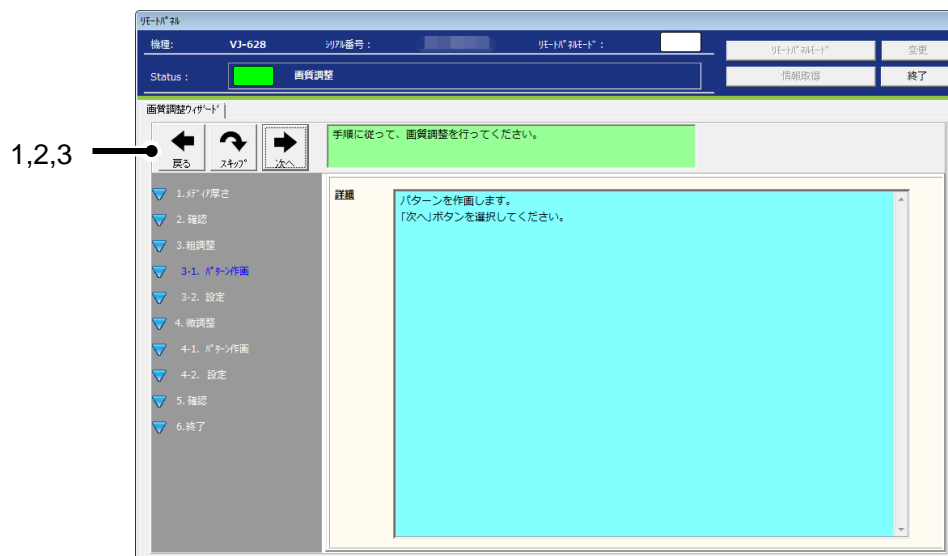 ﾘﾓｰﾄﾊﾟﾈﾙ
機種: VJ-628 ｼﾘｱﾙ番号： ﾘﾓｰﾄﾊﾟﾈﾙﾓｰﾄﾞ：
ﾘﾓｰﾄﾊﾟﾈﾙﾓｰﾄﾞ 変更
Status： 画質調整
情報取得 終了
画質調整ｳｨｻﾞｰﾄﾞ
1,2,3
戻る ｽｷｯﾌﾟ 次へ
手順に従って、画質調整を行ってください。
1.ﾒﾃﾞｨｱ厚さ
2. 確認
3.粗調整
3-1. ﾊﾟﾀｰﾝ作画
3-2. 設定
4. 微調整
4-1. ﾊﾟﾀｰﾝ作画
4-2. 設定
5. 確認
6.終了
詳細
パターンを作画します。
「次へ」ボタンを選択してください。